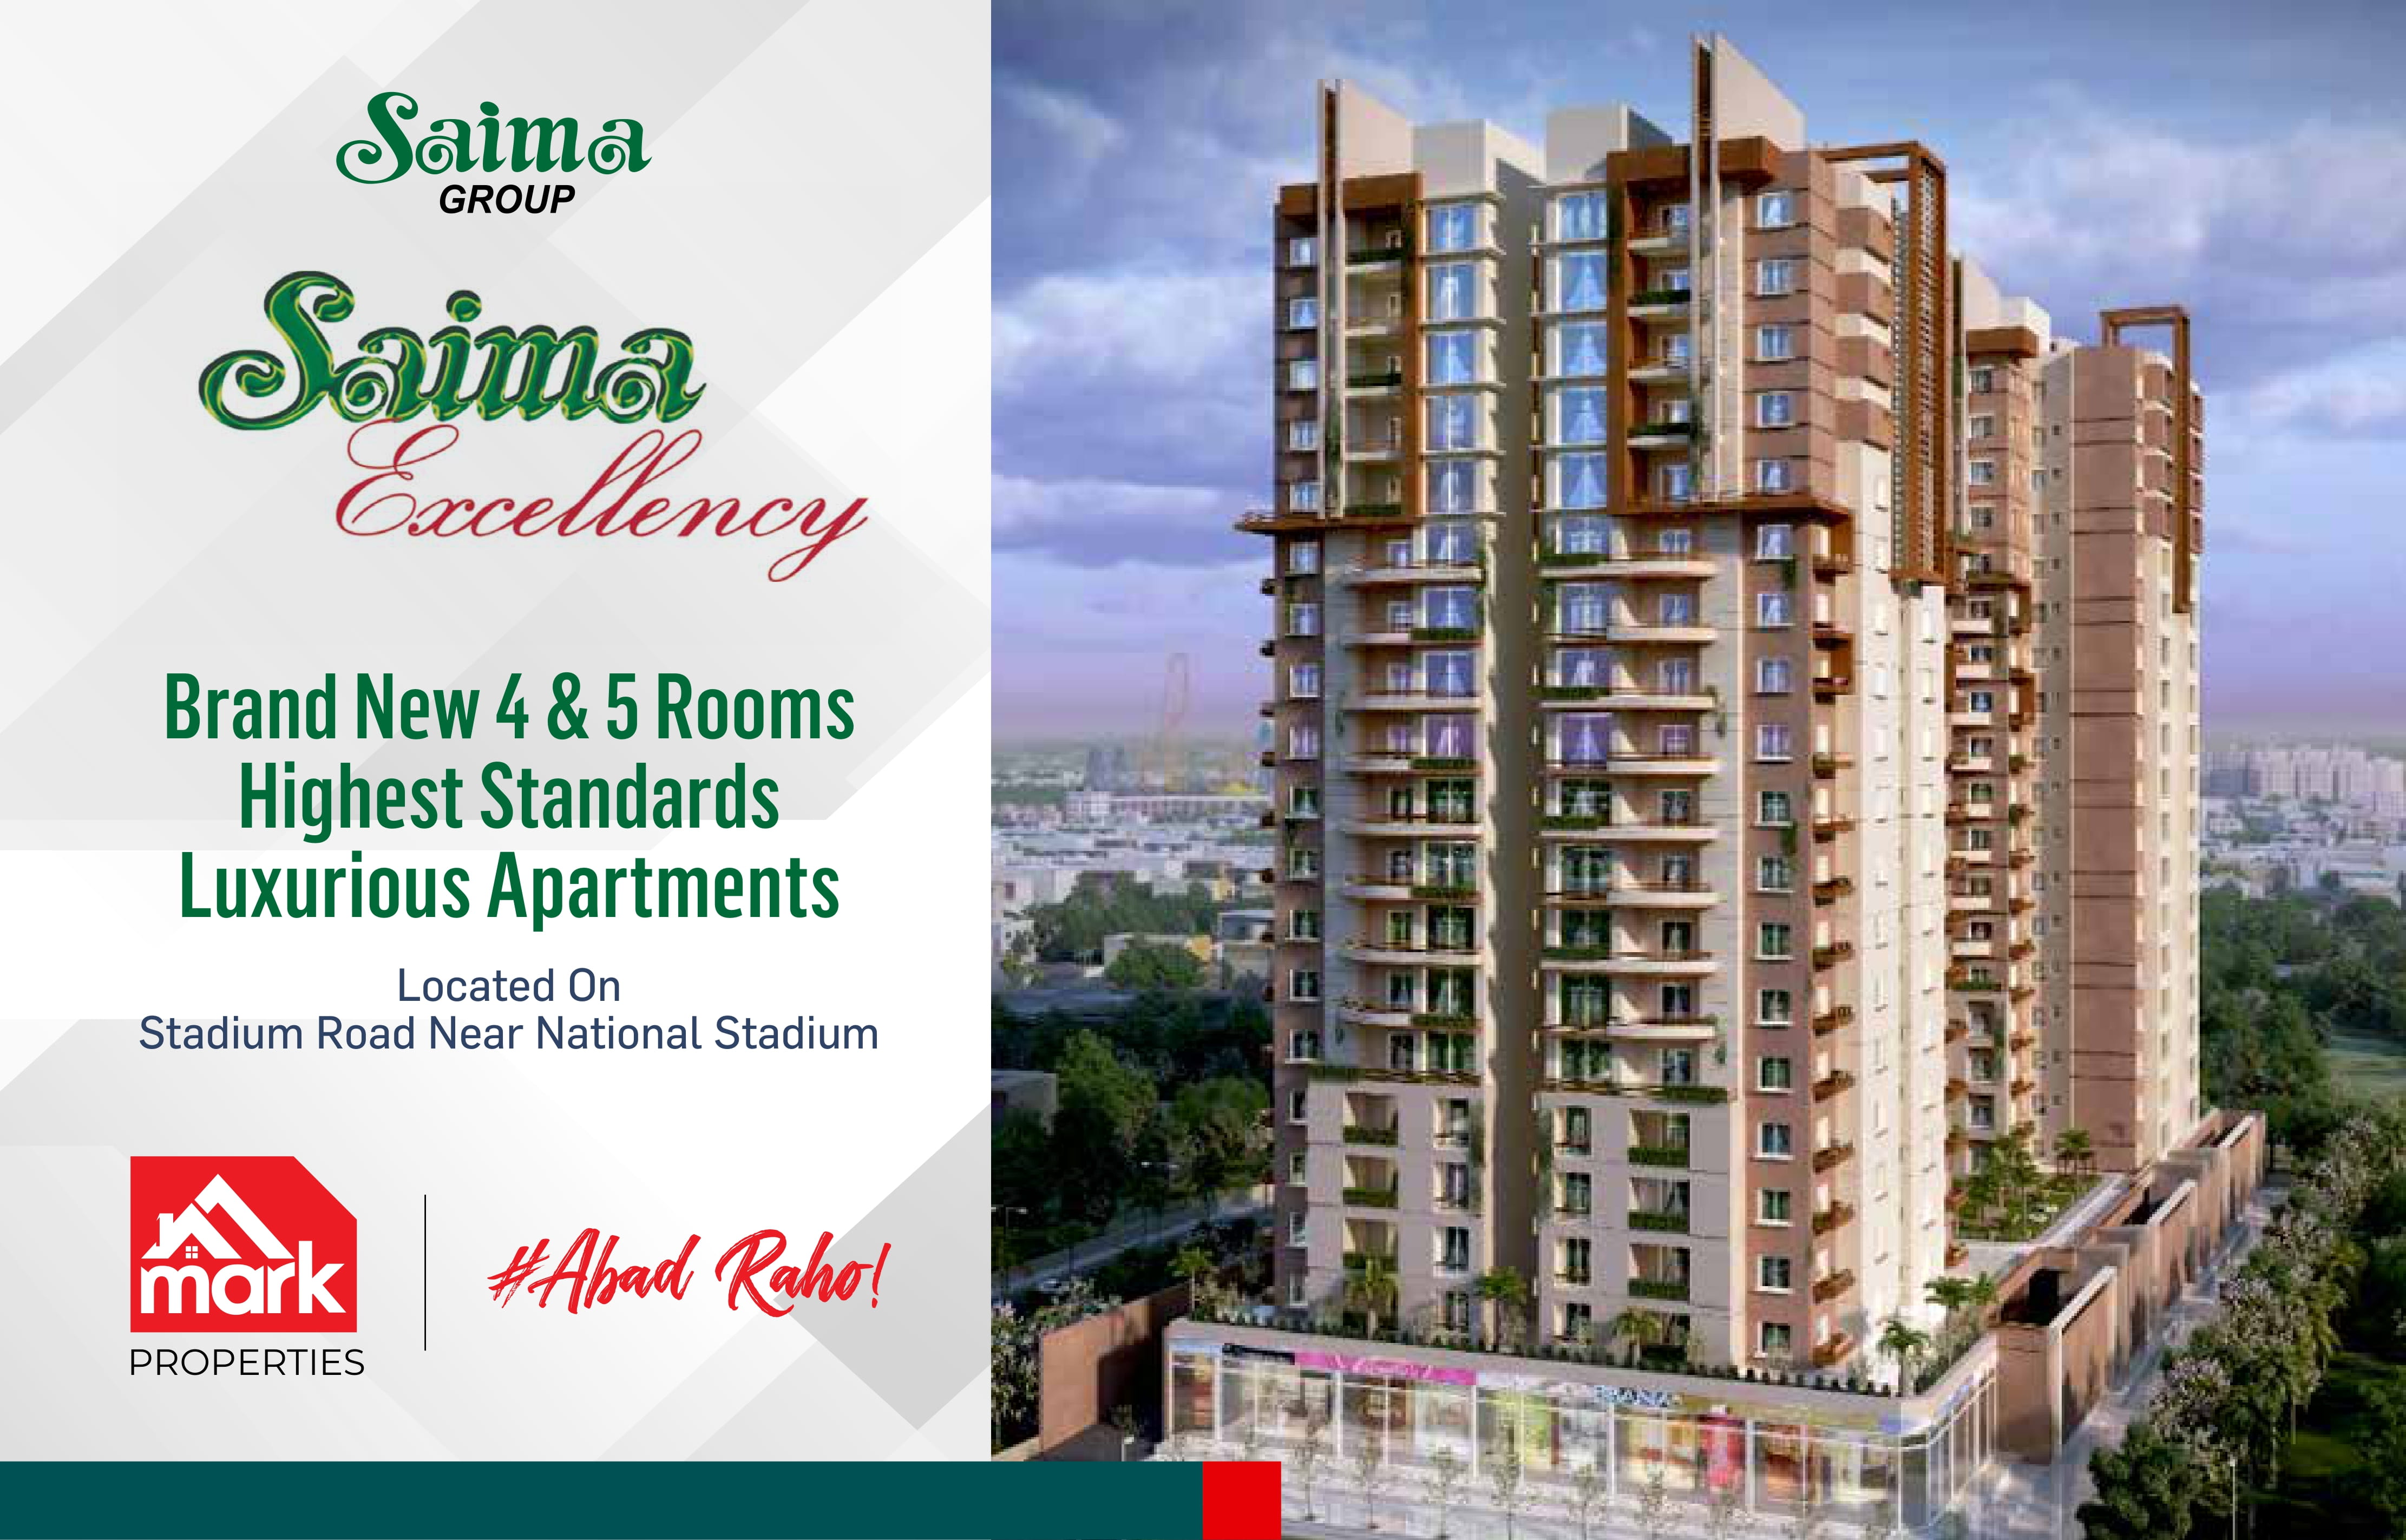 Saima
GROUP
Saima
Excellency
Brand New 4 & 5 Rooms
Highest Standards
Luxurious Apartments
Located On
Stadium Road Near National Stadium
mark
PROPERTIES
#Abad Raho!